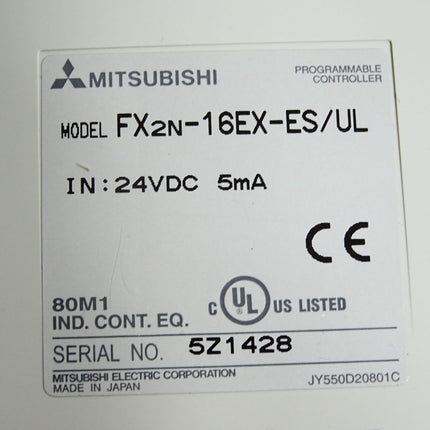 MITSUBISHI
PROGRAMMABLE
CONTROLLER
MODEL FX2N-16EX-ES/UL
IN:24VDC 5mA
CE
80M1
IND. CONT. EQ.
C UL US LISTED
SERIAL NO. 5Z1428
MITSUBISHI ELECTRIC CORPORATION
MADE IN JAPAN
JY550D20801C